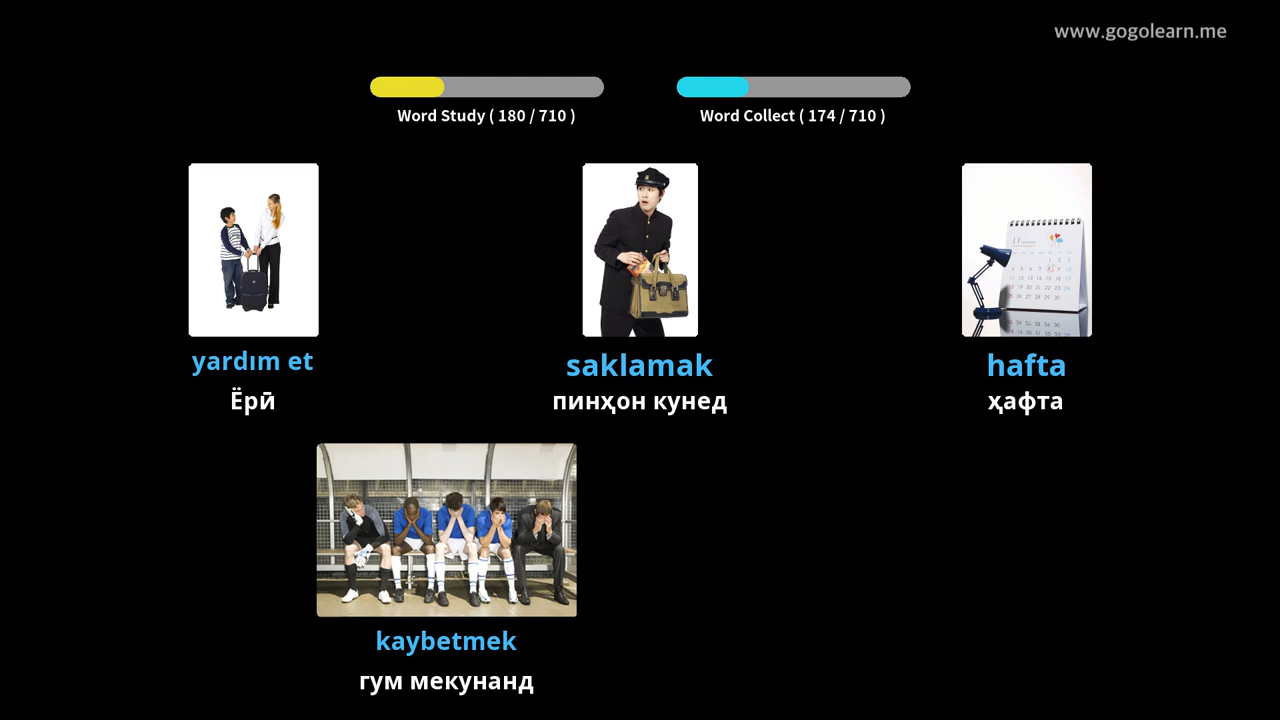 www.gogolearn.me
Word Study ( 180 / 710 )
Word Collect ( 174 / 710 )
yardım et
saklamak
hafta
Ёрӣ
пинҳон кунед
ҳафта
kaybetmek
гум мекунанд